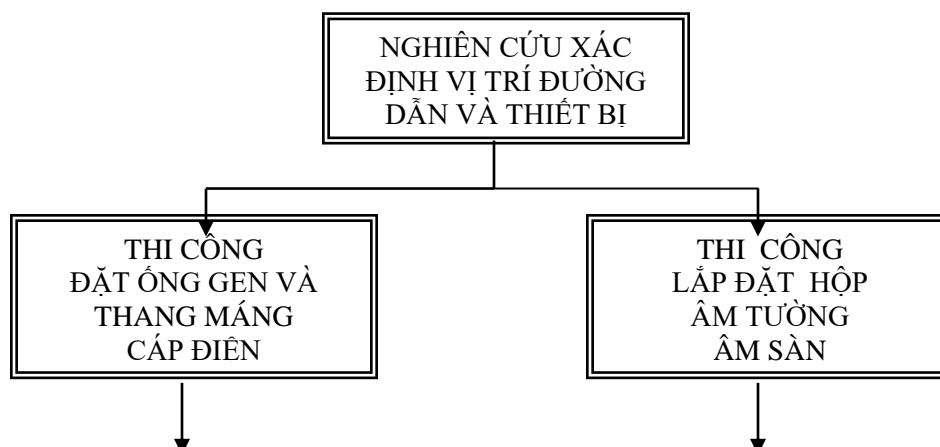 NGHIÊN CỨU XÁC
ĐỊNH VỊ TRÍ ĐƯỜNG
DẪN VÀ THIẾT BỊ
THI CÔNG
ĐẶT ỐNG GEN VÀ
THANG MÁNG
CÁP ĐIÊN
THI CÔNG
LẮP ĐẶT HỘP
ÂM TƯỜNG
ÂM SÀN